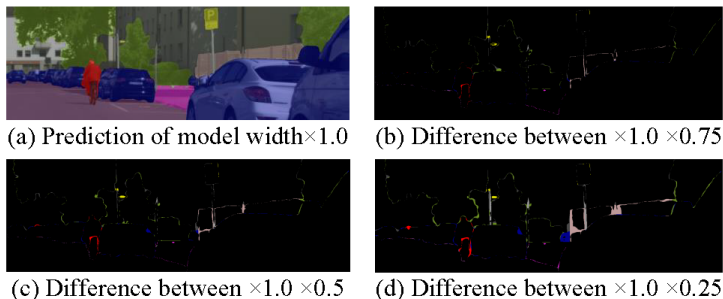 (a) Prediction of model width×1.0
(b) Difference between ×1.0 ×0.75
(c) Difference between ×1.0 ×0.5
(d) Difference between ×1.0 ×0.25